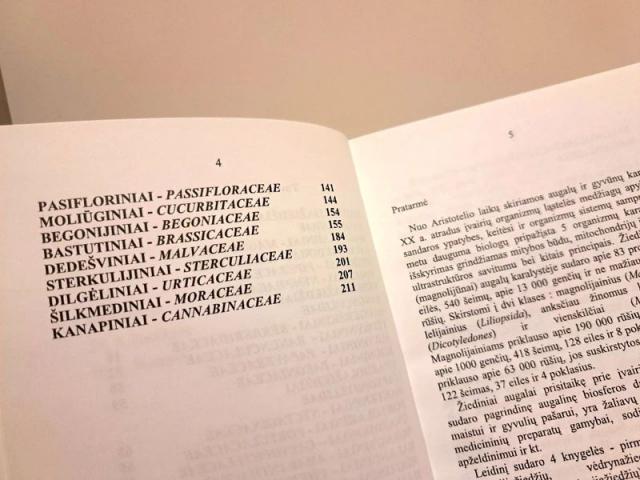 4
PASIFLORINIAI - PASSIFLORACEAE 141
MOLIŪGINIAI - CUCURBITACEAE 144
BEGONIJINIAI - BEGONIACEAE 154
BASTUTINIAI - BRASSICACEAE 155
DEDEŠVINIAI - MALVACEAE 184
STERKULIJINIAI - STERCULIACEAE 193
DILGĖLINIAI - URTICACEAE 201
ŠILKMEDINIAI - MORACEAE 207
KANAPINIAI - CANNABINACEAE 211
5
Pratarmė
Nuo Aristotelio laikų skiriamos augalų ir gyvūnų
XX a. atradus įvairių organizmų ląstelės medžiagų
sandaros ypatybes, keitėsi ir organizmų sistemų
metu dauguma biologų pripažįsta 5 organizmų
išskyrimas grindžiamas mitybos būdu, mitochondrijų
ultrastruktūros savitumu bei kitais principais.
(magnolijūnai) augalų karalystėje sudaro apie 83
eilės, 540 šeimų, apie 13 000 genčių ir ne mažiau
rūšių. Skirstomi į dvi klases : magnolijainius
lelijainius (Liliopsida), anksčiau žinomus
(Dicotyledones) ir vienskilčiai
Magnolijainiams priklauso apie 190 000 rūšių
apie 1000 genčių, 418 šeimų, 128 eilės ir 8
priklauso apie 63 000 rūšių, jos suskirstytos
122 šeimas, 37 eiles ir 4 poklasius.
Žiediniai augalai prisitaikę prie
sudaro pagrindinę augalinę biosferos
maistui ir gyvulių pašarui, yra žaliavų
medicininių preparatų gamybai,
apželdinimui ir kt.
Leidinį sudaro 4 knygelės -